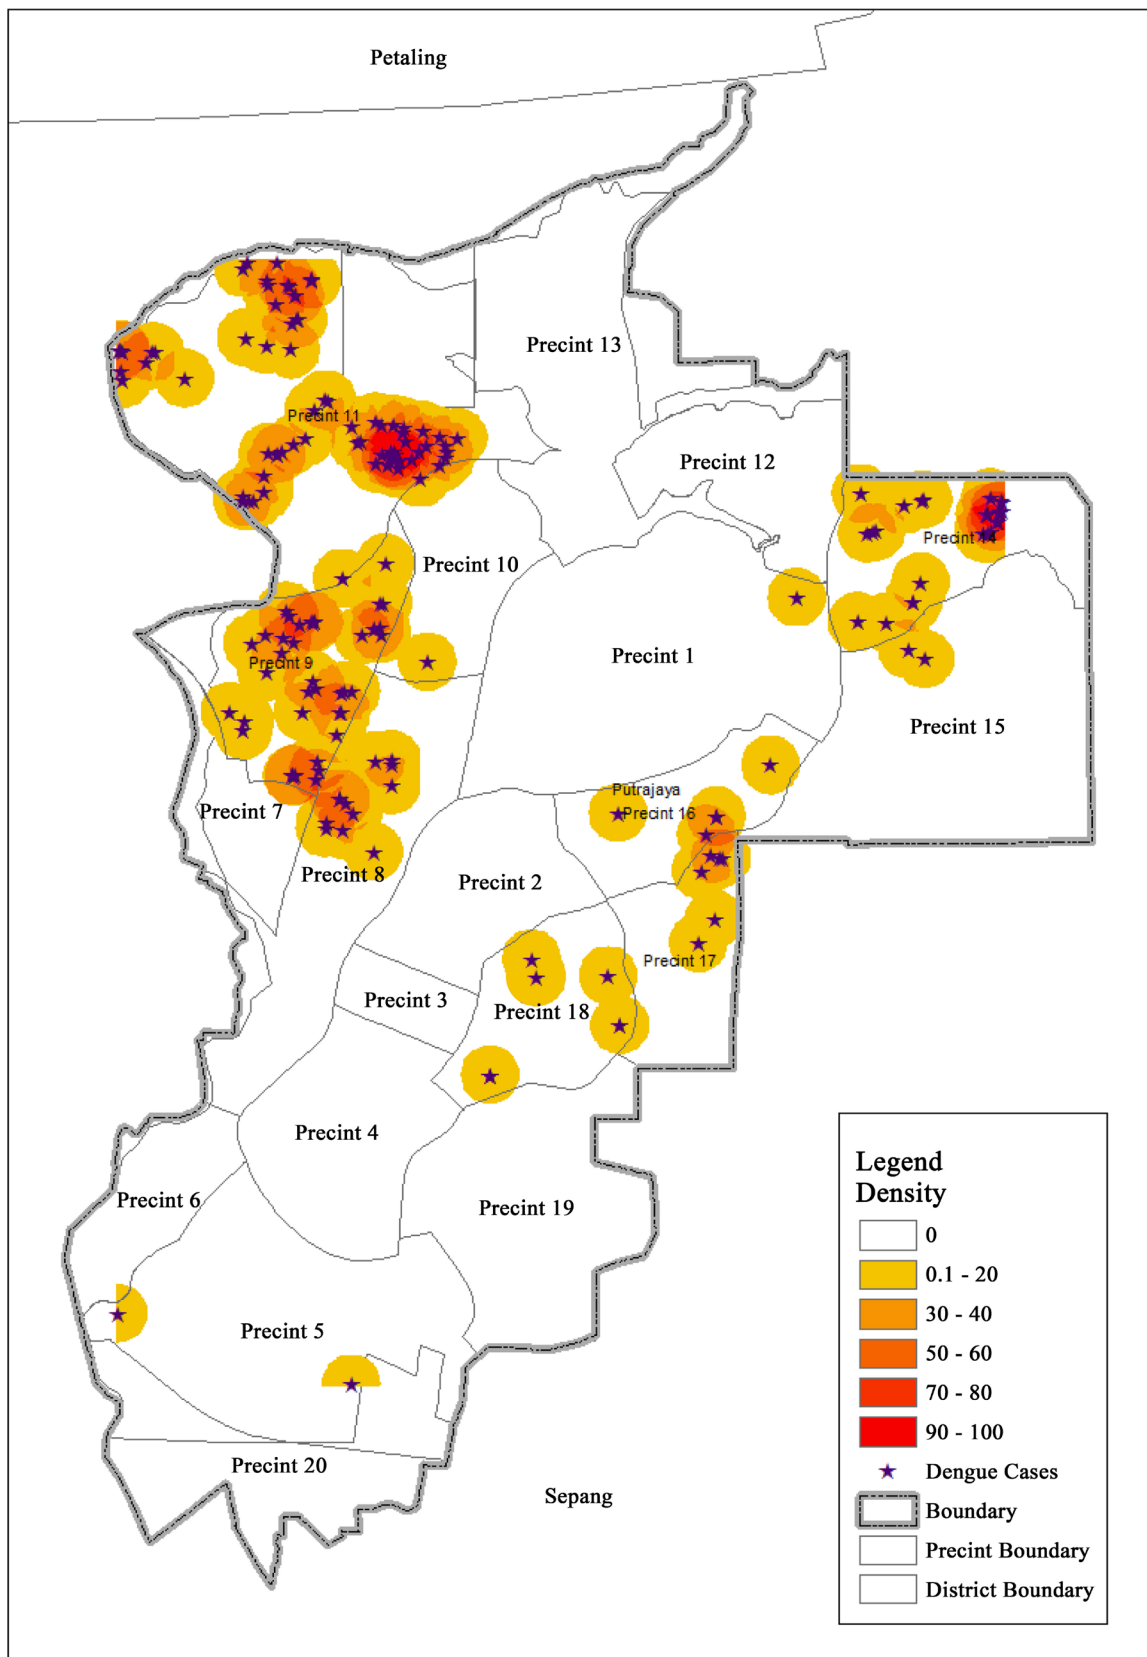 Petaling
Precint 13
Precint 11
Precint 12
Precint 14
Precint 10
Precint 1
Precint 9
Precint 15
Putrajaya
Precint 16
Precint 7
Precint 8
Precint 2
Precint 17
Precint 3
Precint 18
Precint 4
Precint 6
Precint 19
Precint 5
Precint 20
Sepang
Legend
Density
0
0.1 - 20
30 - 40
50 - 60
70 - 80
90 - 100
Dengue Cases
Boundary
Precint Boundary
District Boundary